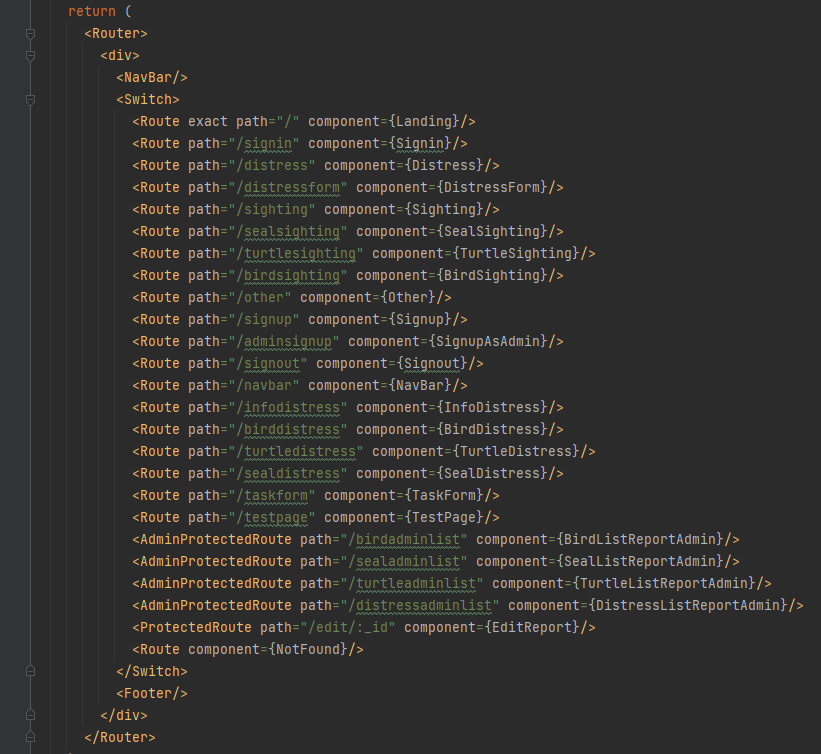 return (
<Router>
<div>
<NavBar/>
<Switch>
<Route exact path="/" component={Landing}/>
<Route path="/signin" component={Signin}/>
<Route path="/distress" component={Distress}/>
<Route path="/distressform" component={DistressForm}/>
<Route path="/sighting" component={Sighting}/>
<Route path="/sealsighting" component={SealSighting}/>
<Route path="/turtlesighting" component={TurtleSighting}/>
<Route path="/birdsighting" component={BirdSighting}/>
<Route path="/other" component={Other}/>
<Route path="/signup" component={Signup}/>
<Route path="/adminsignup" component={SignupAsAdmin}/>
<Route path="/signout" component={Signout}/>
<Route path="/navbar" component={NavBar}/>
<Route path="/infodistress" component={InfoDistress}/>
<Route path="/birddistress" component={BirdDistress}/>
<Route path="/turtledistress" component={TurtleDistress}/>
<Route path="/sealdistress" component={SealDistress}/>
<Route path="/taskform" component={TaskForm}/>
<Route path="/testpage" component={TestPage}/>
<AdminProtectedRoute path="/birdadminlist" component={BirdListReportAdmin}/>
<AdminProtectedRoute path="/sealadminlist" component={SealListReportAdmin}/>
<AdminProtectedRoute path="/turtleadminlist" component={TurtleListReportAdmin}/>
<AdminProtectedRoute path="/distressadminlist" component={DistressListReportAdmin}/>
<ProtectedRoute path="/edit/:_id" component={EditReport}/>
<Route component={NotFound}/>
</Switch>
<Footer/>
</div>
</Router>